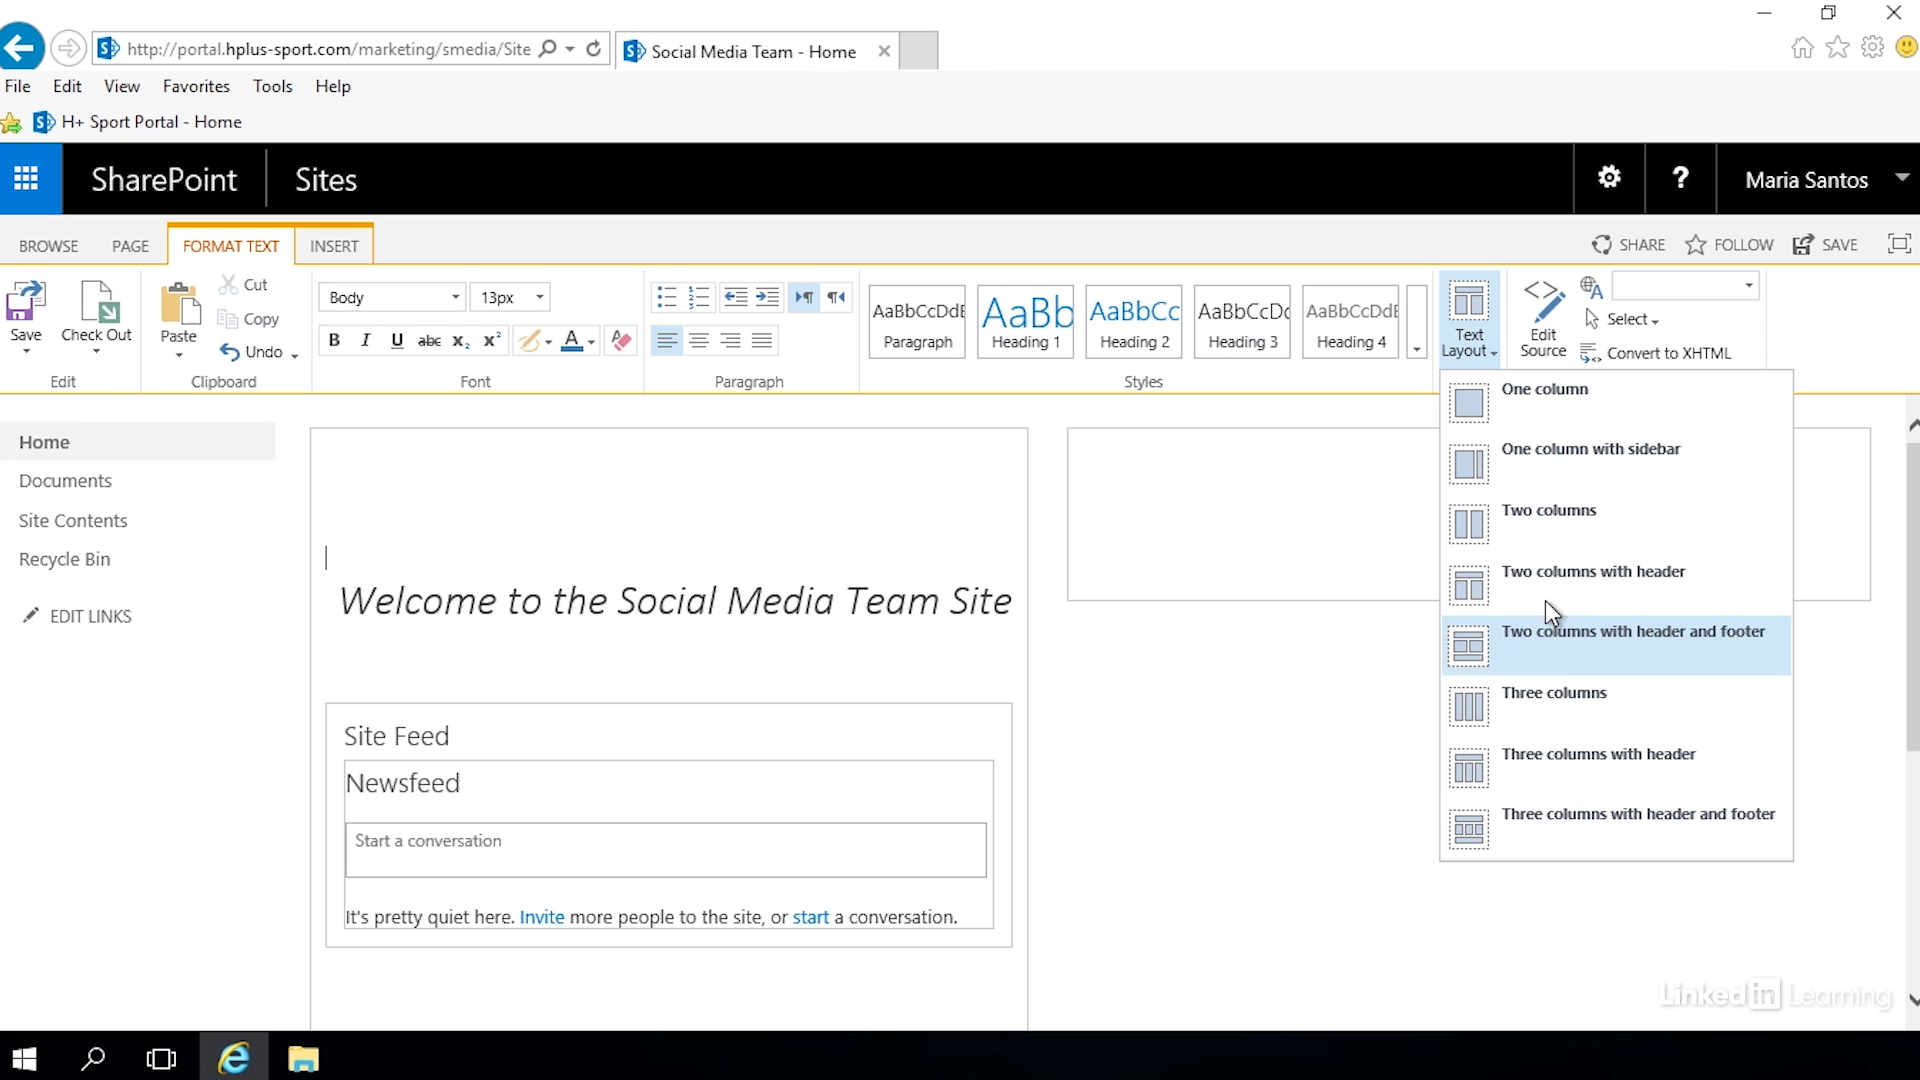 http://portal.hplus-sport.com/marketing/smedia/Site
Social Media Team - Home
File Edit View Favorites Tools Help
H+ Sport Portal - Home
SharePoint Sites ? Maria Santos
BROWSE PAGE FORMAT TEXT INSERT SHARE FOLLOW SAVE
Save
Check Out
Edit
Paste
Cut
Copy
Undo
Clipboard
Body 13px
B I U abc x₂ x² A
Font
Paragraph
AaBbCcDdE AaBb AaBbCc AaBbCcDc AaBbCcDdE
Paragraph Heading 1 Heading 2 Heading 3 Heading 4
Styles
Text
Layout
Edit
Source
Select
Convert to XHTML
One column
One column with sidebar
Two columns
Two columns with header
Two columns with header and footer
Three columns
Three columns with header
Three columns with header and footer
Home
Documents
Site Contents
Recycle Bin
EDIT LINKS
Welcome to the Social Media Team Site
Site Feed
Newsfeed
Start a conversation
It's pretty quiet here. Invite more people to the site, or start a conversation.
LinkedIn Learning